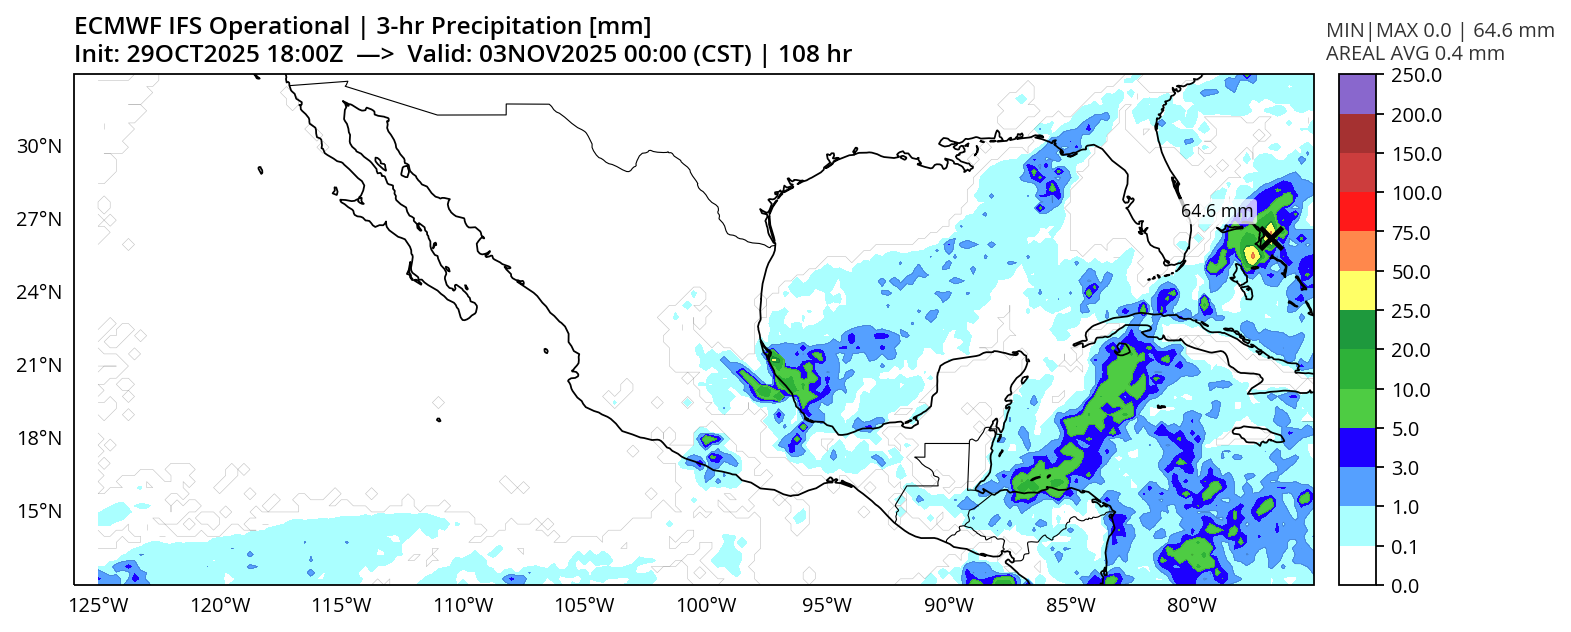 ECMWF IFS Operational | 3-hr Precipitation [mm]
Init: 29OCT2025 18:00Z —> Valid: 03NOV2025 00:00 (CST) | 108 hr
MIN|MAX 0.0 | 64.6 mm
AREAL AVG 0.4 mm
250.0
200.0
150.0
100.0
75.0
50.0
25.0
20.0
10.0
5.0
3.0
1.0
0.1
0.0
30°N
27°N
24°N
21°N
18°N
15°N
64.6 mm
125°W 120°W 115°W 110°W 105°W 100°W 95°W 90°W 85°W 80°W